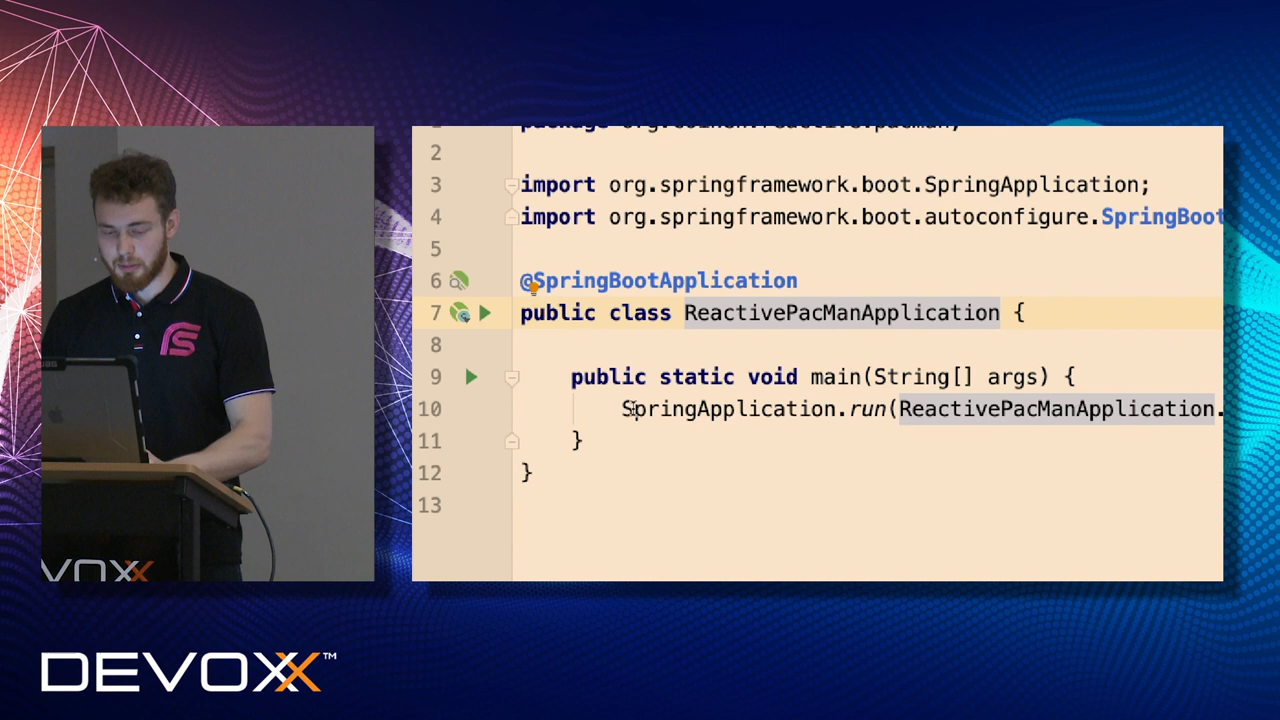 2
3 import org.springframework.boot.SpringApplication;
4 import org.springframework.boot.autoconfigure.SpringBoot
5
6 @SpringBootApplication
7 public class ReactivePacManApplication {
8
9 public static void main(String[] args) {
10 SpringApplication.run(ReactivePacManApplication.
11 }
12 }
13
VOXX
DEVOXX™